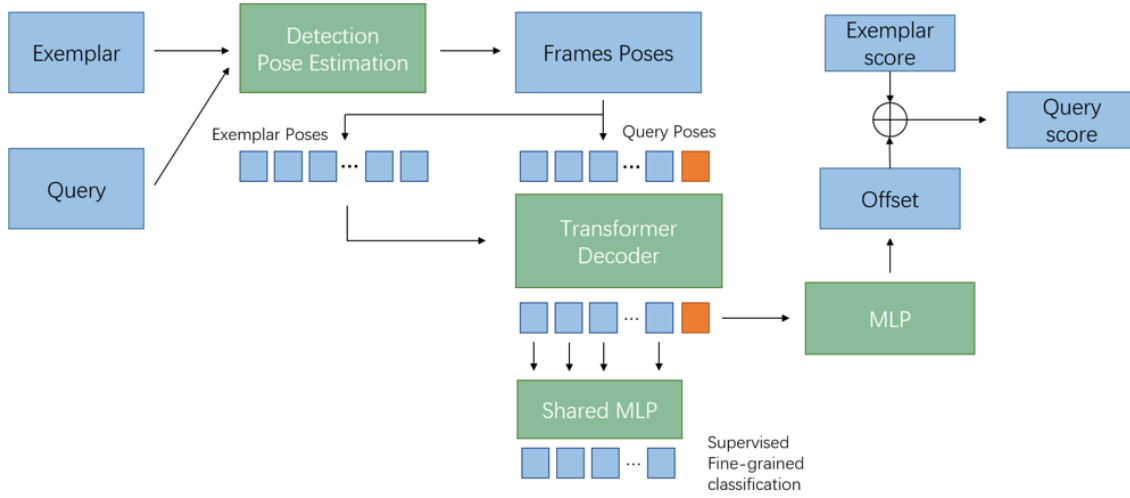 Exemplar
Detection
Pose Estimation
Frames Poses
Exemplar
score
Query
score
Exemplar Poses
Query Poses
...
...
Query
Offset
Transformer
Decoder
...
MLP
Shared MLP
Supervised
Fine-grained
classification
...